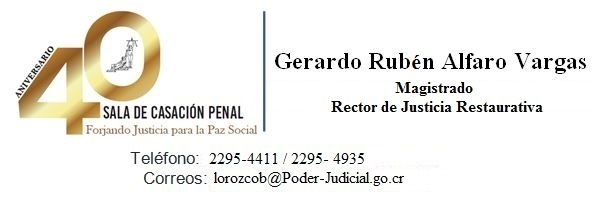 40
ANIVERSARIO
SALA DE CASACIÓN PENAL
Forjando Justicia para la Paz Social
Gerardo Rubén Alfaro Vargas
Magistrado
Rector de Justicia Restaurativa
Teléfono: 2295-4411 / 2295- 4935
Correos: lorozcob@Poder-Judicial.go.cr